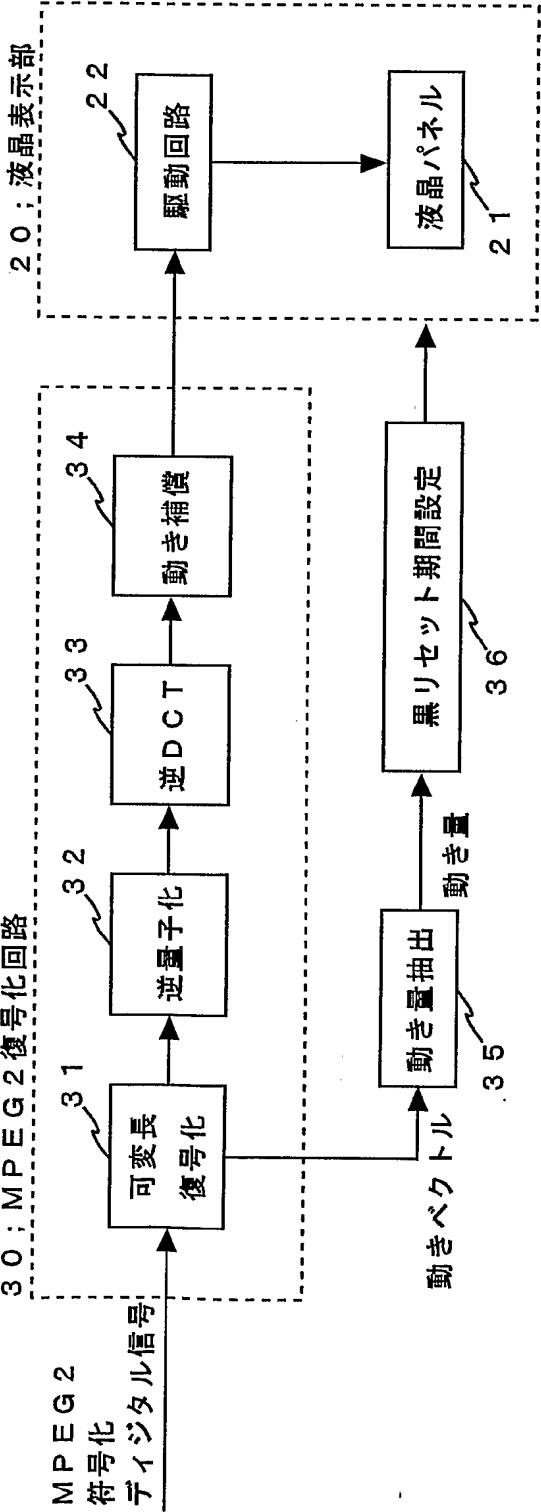 30；MPEG2復号化回路
20；液晶表示部
MPEG2
符号化
ディジタル信号
31
可変長
復号化
32
逆量子化
33
逆DCT
34
動き補償
22
駆動回路
液晶パネル
21
動きベクトル
動き量抽出
35
動き量
黒リセット期間設定
36